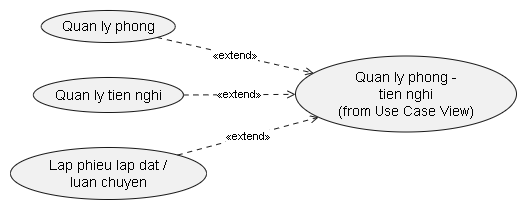 Quan ly phong
<<extend>>
Quan ly tien nghi
<<extend>>
Lap phieu lap dat /
luan chuyen
<<extend>>
Quan ly phong -
tien nghi
(from Use Case View)